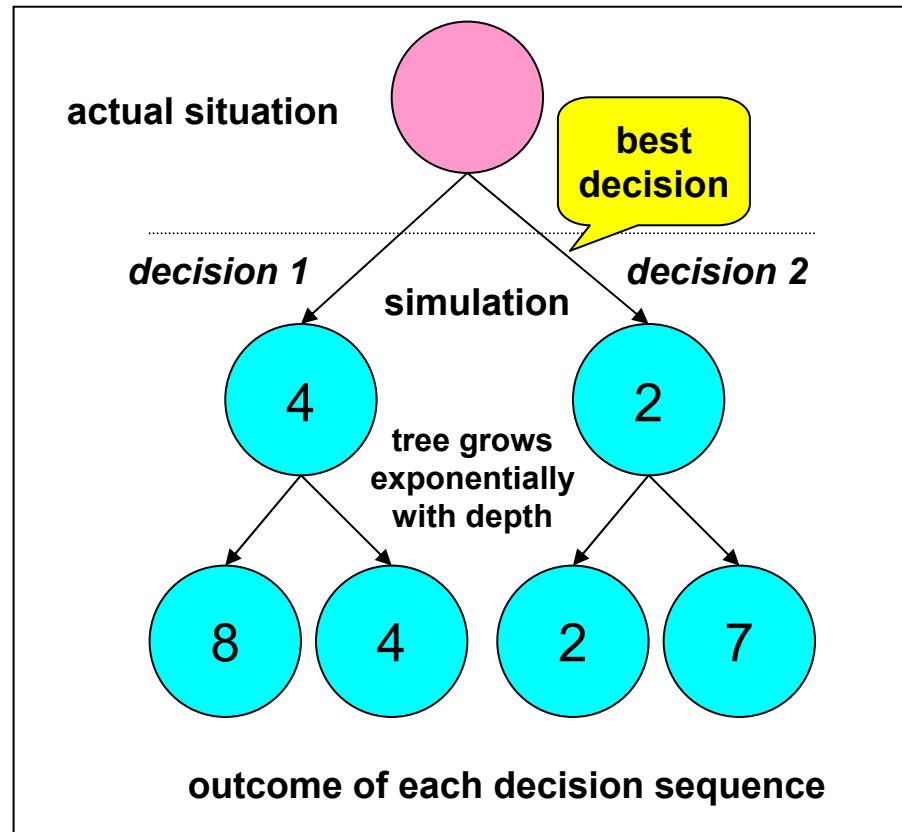 actual situation
best
decision
decision 1
decision 2
simulation
4
2
tree grows
exponentially
with depth
8
4
2
7
outcome of each decision sequence